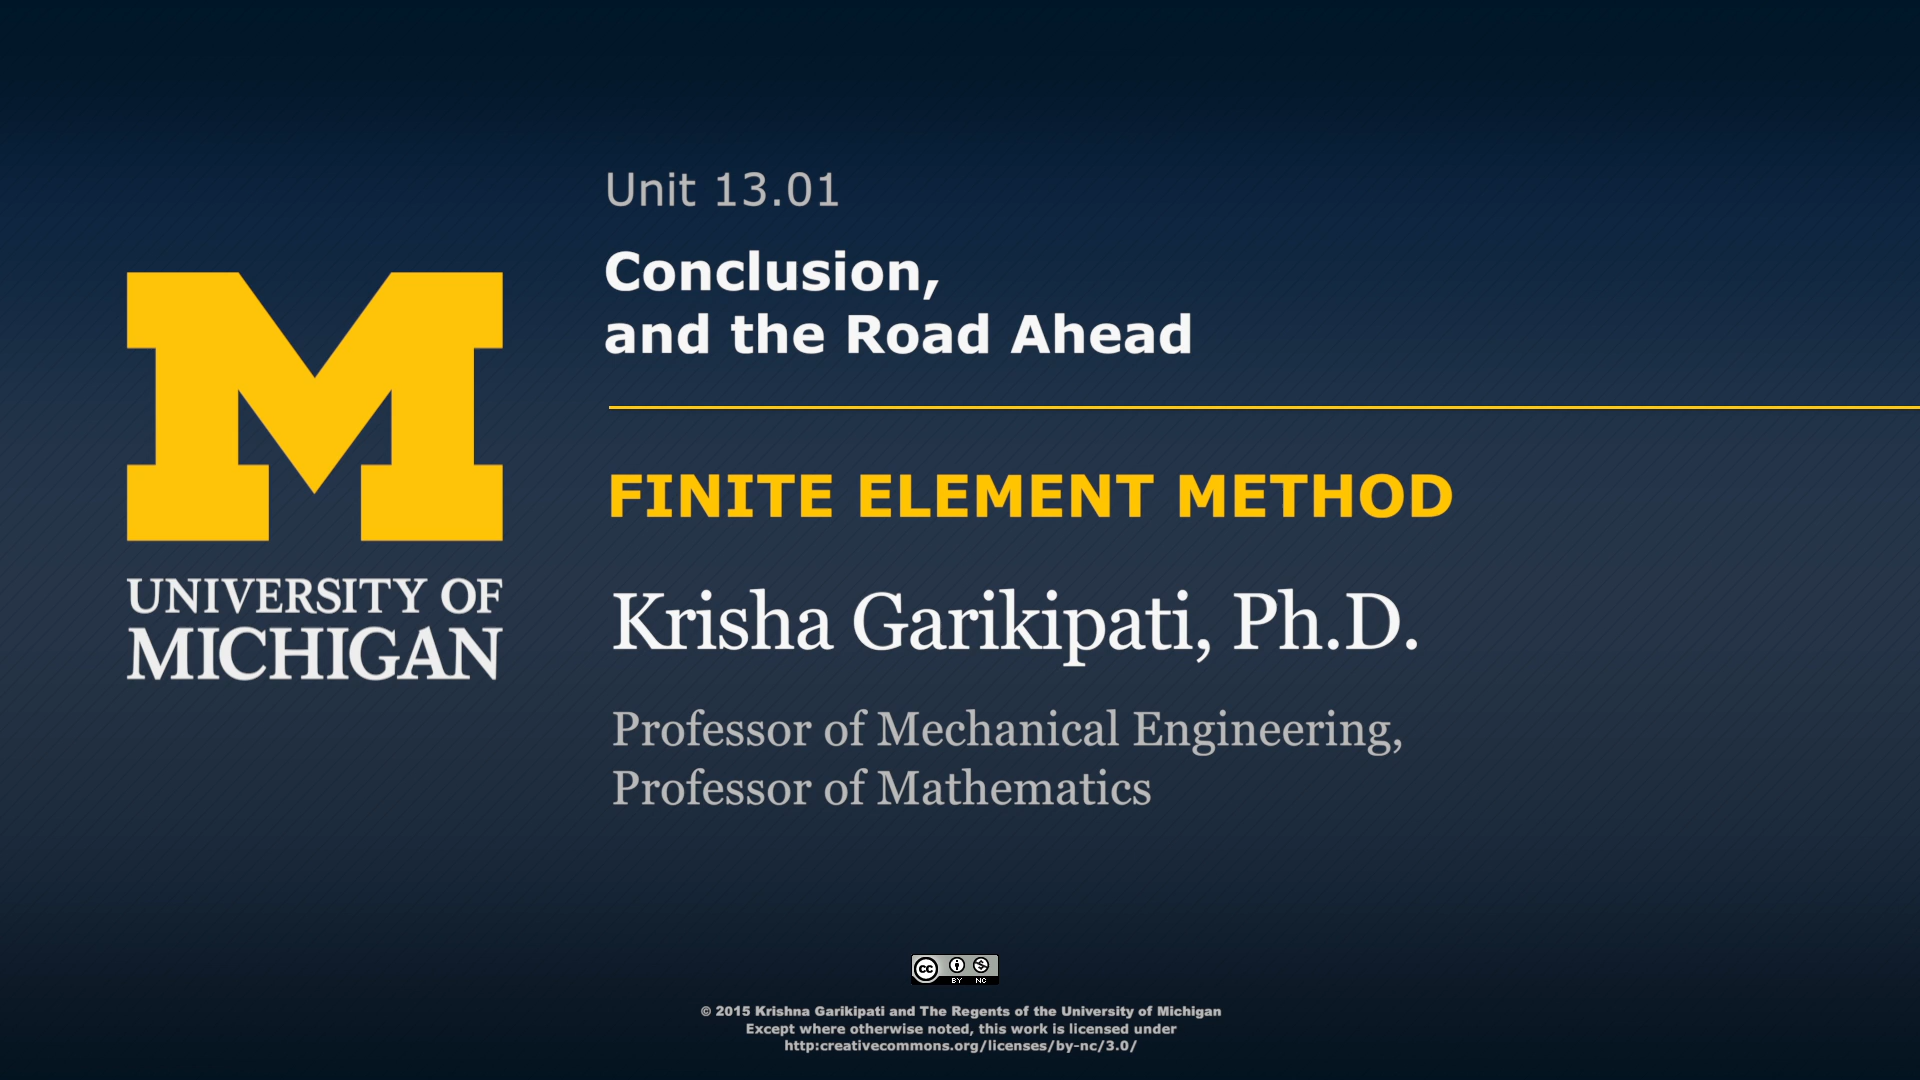 Unit 13.01
Conclusion,
and the Road Ahead
M
UNIVERSITY OF
MICHIGAN
FINITE ELEMENT METHOD
Krisha Garikipati, Ph.D.
Professor of Mechanical Engineering,
Professor of Mathematics
cc BY NC
© 2015 Krishna Garikipati and The Regents of the University of Michigan
Except where otherwise noted, this work is licensed under
http:creativecommons.org/licenses/by-nc/3.0/